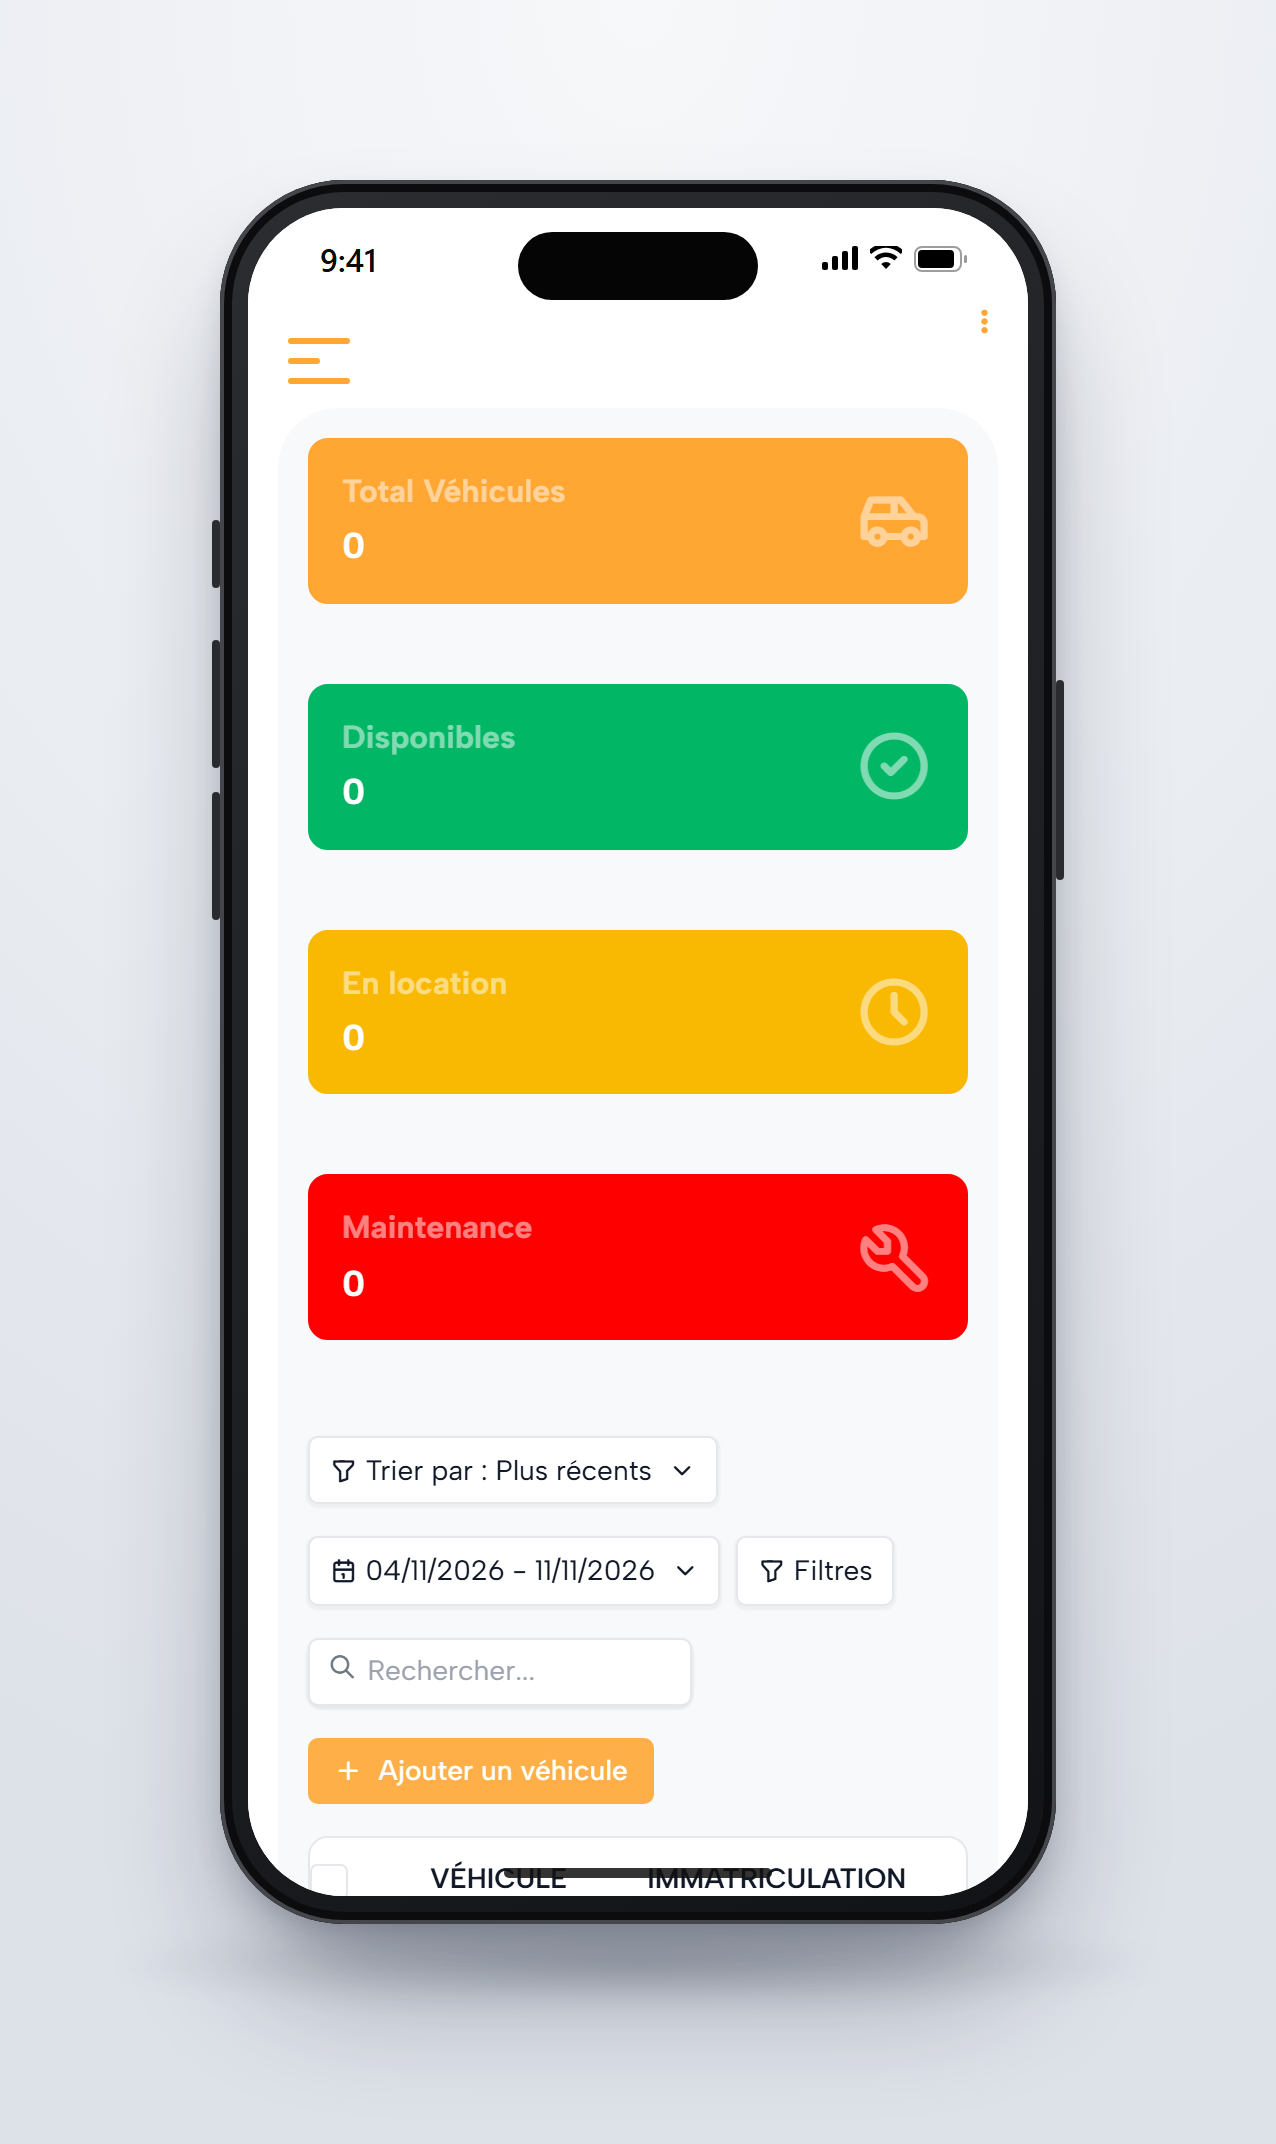 9:41
Total Véhicules
0
Disponibles
0
En location
0
Maintenance
0
Trier par : Plus récents
04/11/2026 - 11/11/2026
Filtres
Rechercher...
+ Ajouter un véhicule
VÉHICULE IMMATRICULATION